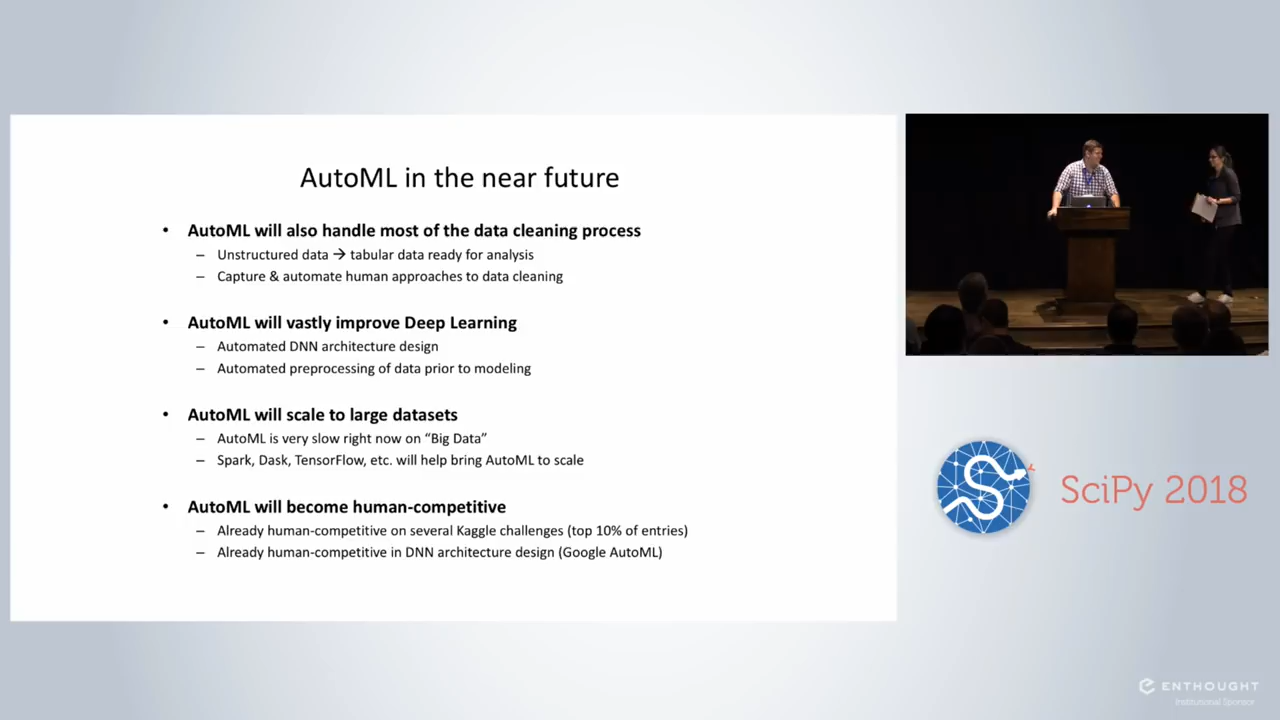 AutoML in the near future
• AutoML will also handle most of the data cleaning process
– Unstructured data → tabular data ready for analysis
– Capture & automate human approaches to data cleaning
• AutoML will vastly improve Deep Learning
– Automated DNN architecture design
– Automated preprocessing of data prior to modeling
• AutoML will scale to large datasets
– AutoML is very slow right now on “Big Data”
– Spark, Dask, TensorFlow, etc. will help bring AutoML to scale
• AutoML will become human-competitive
– Already human-competitive on several Kaggle challenges (top 10% of entries)
– Already human-competitive in DNN architecture design (Google AutoML)
SciPy 2018
ENTHOUGHT
Institutional Sponsor